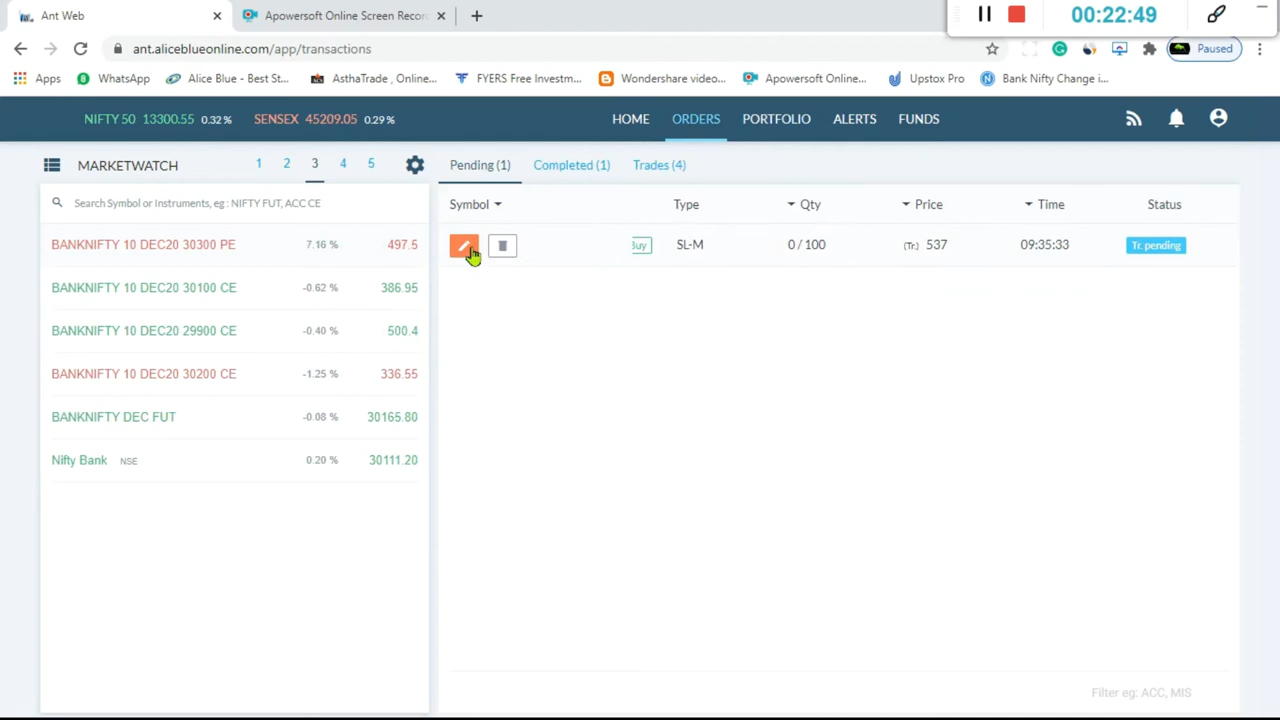 Ant Web
Apowersoft Online Screen Recor
00:22:49
ant.aliceblueonline.com/app/transactions
Paused
Apps WhatsApp Alice Blue - Best St... AsthaTrade , Online... FYERS Free Investm... Wondershare video... Apowersoft Online... Upstox Pro Bank Nifty Change i...
NIFTY 50 13300.55 0.32 % SENSEX 45209.05 0.29 % HOME ORDERS PORTFOLIO ALERTS FUNDS
MARKETWATCH 1 2 3 4 5
Pending (1) Completed (1) Trades (4)
Search Symbol or Instruments, eg : NIFTY FUT, ACC CE
Symbol Type Qty Price Time Status
BANKNIFTY 10 DEC20 30300 PE 7.16 % 497.5
Buy SL-M 0 / 100 (Tr.) 537 09:35:33 Tr. pending
BANKNIFTY 10 DEC20 30100 CE -0.62 % 386.95
BANKNIFTY 10 DEC20 29900 CE -0.40 % 500.4
BANKNIFTY 10 DEC20 30200 CE -1.25 % 336.55
BANKNIFTY DEC FUT -0.08 % 30165.80
Nifty Bank NSE 0.20 % 30111.20
Filter eg: ACC, MIS